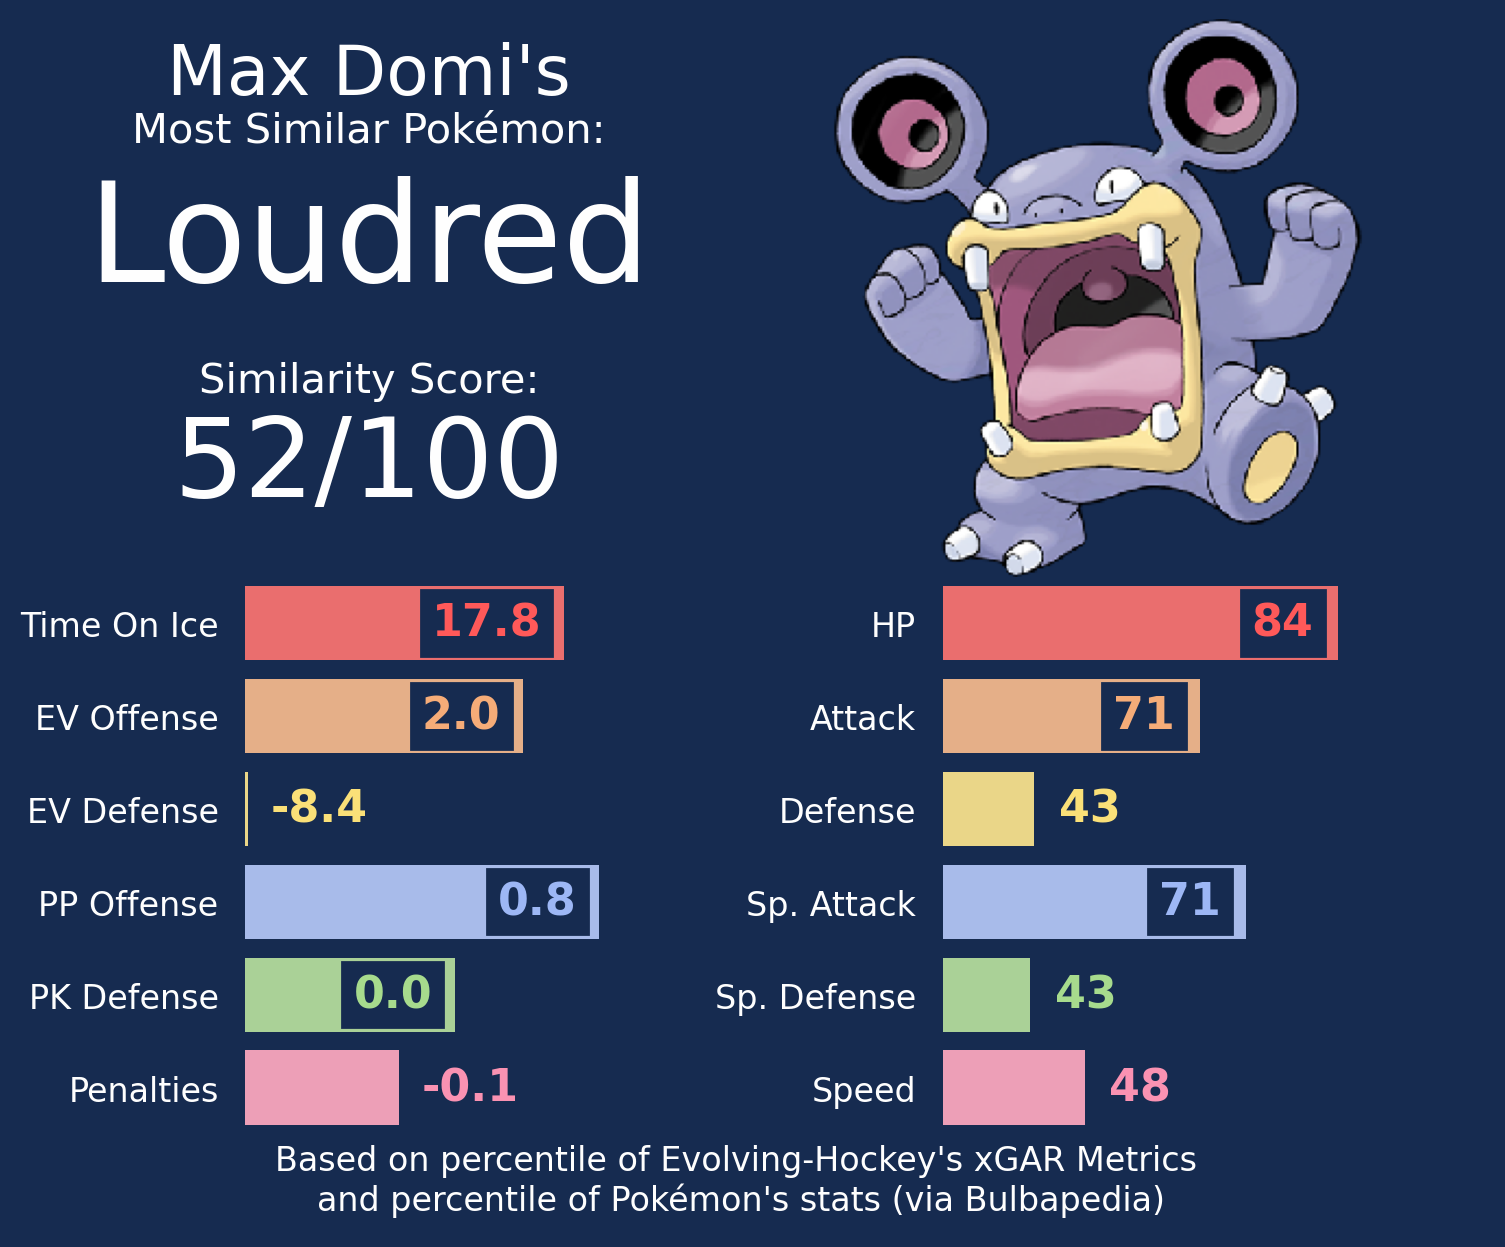 Max Domi's
Most Similar Pokémon:
Loudred
Similarity Score:
52/100
Time On Ice 17.8
EV Offense 2.0
EV Defense -8.4
PP Offense 0.8
PK Defense 0.0
Penalties -0.1
HP 84
Attack 71
Defense 43
Sp. Attack 71
Sp. Defense 43
Speed 48
Based on percentile of Evolving-Hockey's xGAR Metrics
and percentile of Pokémon's stats (via Bulbapedia)